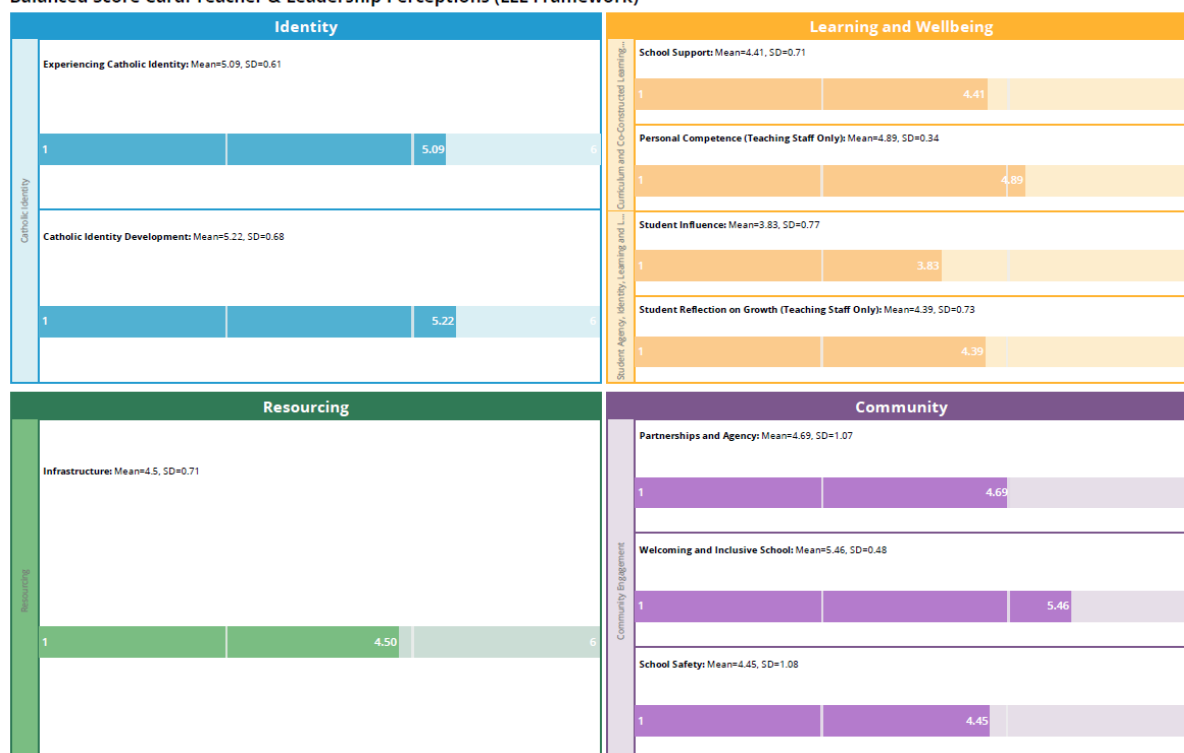 Balanced Score Card: Teacher & Leadership Perceptions (LLL Framework)
Identity
Catholic Identity
Experiencing Catholic Identity: Mean=5.09, SD=0.61
1 5.09 6
Catholic Identity Development: Mean=5.22, SD=0.68
1 5.22 6
Learning and Wellbeing
Curriculum and Co-Constructed Learning...
School Support: Mean=4.41, SD=0.71
1 4.41
Personal Competence (Teaching Staff Only): Mean=4.89, SD=0.34
1 4.89
Student Agency, Identity, Learning and L...
Student Influence: Mean=3.83, SD=0.77
1 3.83
Student Reflection on Growth (Teaching Staff Only): Mean=4.39, SD=0.73
1 4.39
Resourcing
Resourcing
Infrastructure: Mean=4.5, SD=0.71
1 4.50 6
Community
Community Engagement
Partnerships and Agency: Mean=4.69, SD=1.07
1 4.69
Welcoming and Inclusive School: Mean=5.46, SD=0.48
1 5.46
School Safety: Mean=4.45, SD=1.08
1 4.45